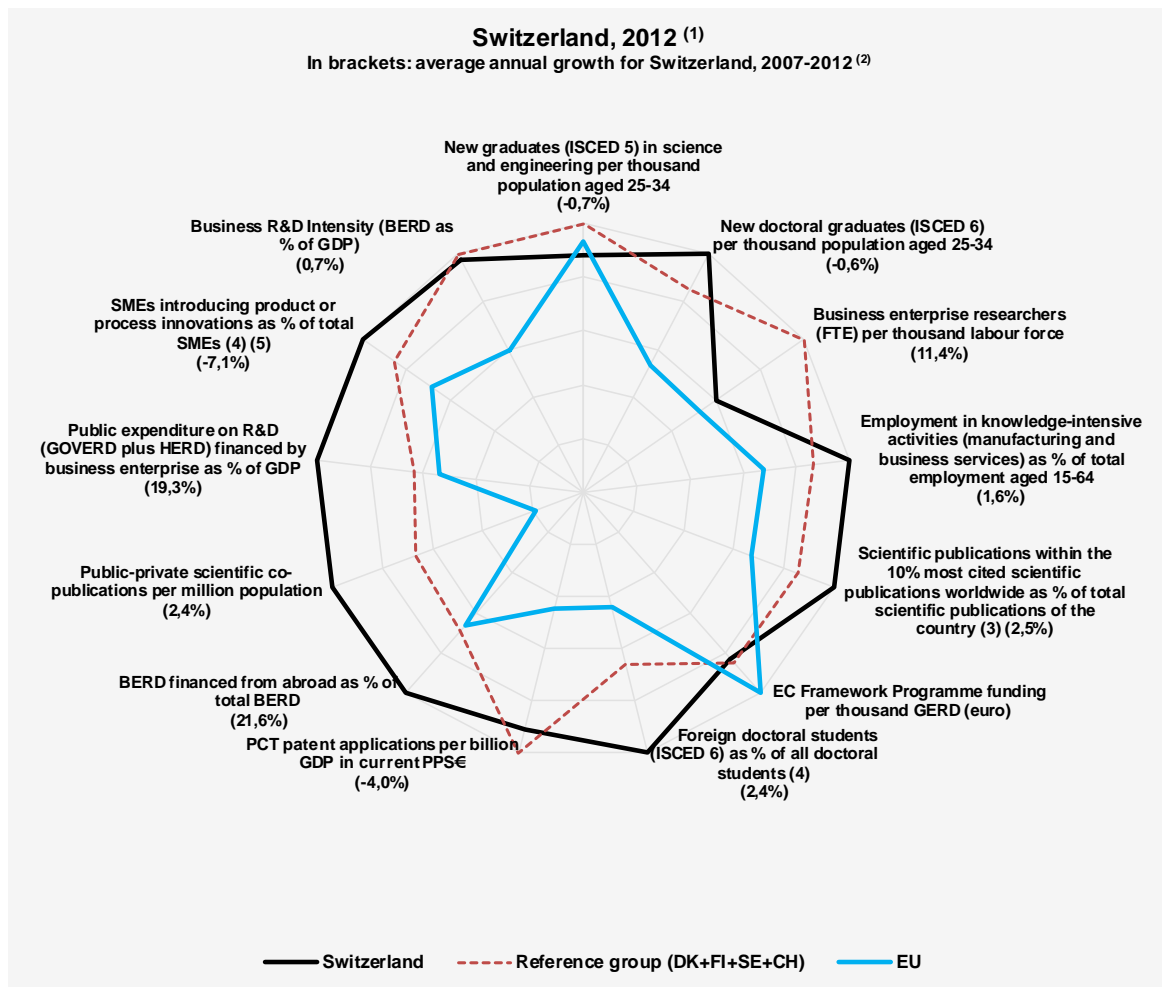 Switzerland, 2012 (1)
In brackets: average annual growth for Switzerland, 2007-2012 (2)
New graduates (ISCED 5) in science
and engineering per thousand
population aged 25-34
(-0,7%)
New doctoral graduates (ISCED 6)
per thousand population aged 25-34
(-0,6%)
Business enterprise researchers
(FTE) per thousand labour force
(11,4%)
Employment in knowledge-intensive
activities (manufacturing and
business services) as % of total
employment aged 15-64
(1,6%)
Scientific publications within the
10% most cited scientific
publications worldwide as % of total
scientific publications of the
country (3) (2,5%)
EC Framework Programme funding
per thousand GERD (euro)
Foreign doctoral students
(ISCED 6) as % of all doctoral
students (4)
(2,4%)
PCT patent applications per billion
GDP in current PPS€
(-4,0%)
BERD financed from abroad as % of
total BERD
(21,6%)
Public-private scientific co-
publications per million population
(2,4%)
Public expenditure on R&D
(GOVERD plus HERD) financed by
business enterprise as % of GDP
(19,3%)
SMEs introducing product or
process innovations as % of total
SMEs (4) (5)
(-7,1%)
Business R&D Intensity (BERD as
% of GDP)
(0,7%)
Switzerland
Reference group (DK+FI+SE+CH)
EU